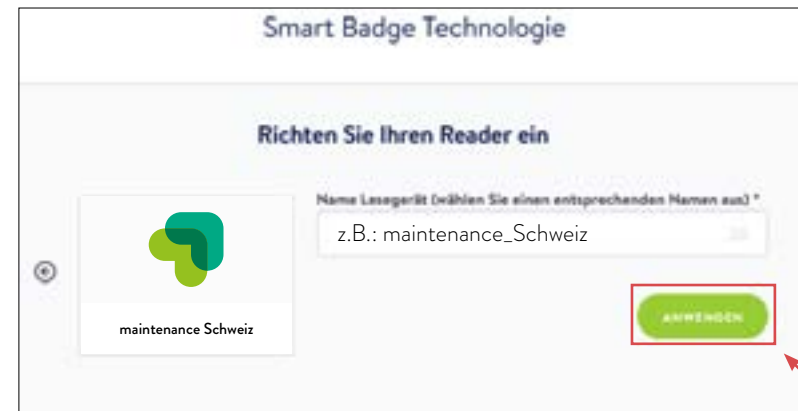 Smart Badge Technologie
Richten Sie Ihren Reader ein
Name Lesegerät (wählen Sie einen entsprechenden Namen aus) *
z.B.: maintenance_Schweiz
maintenance Schweiz
ANWENDEN